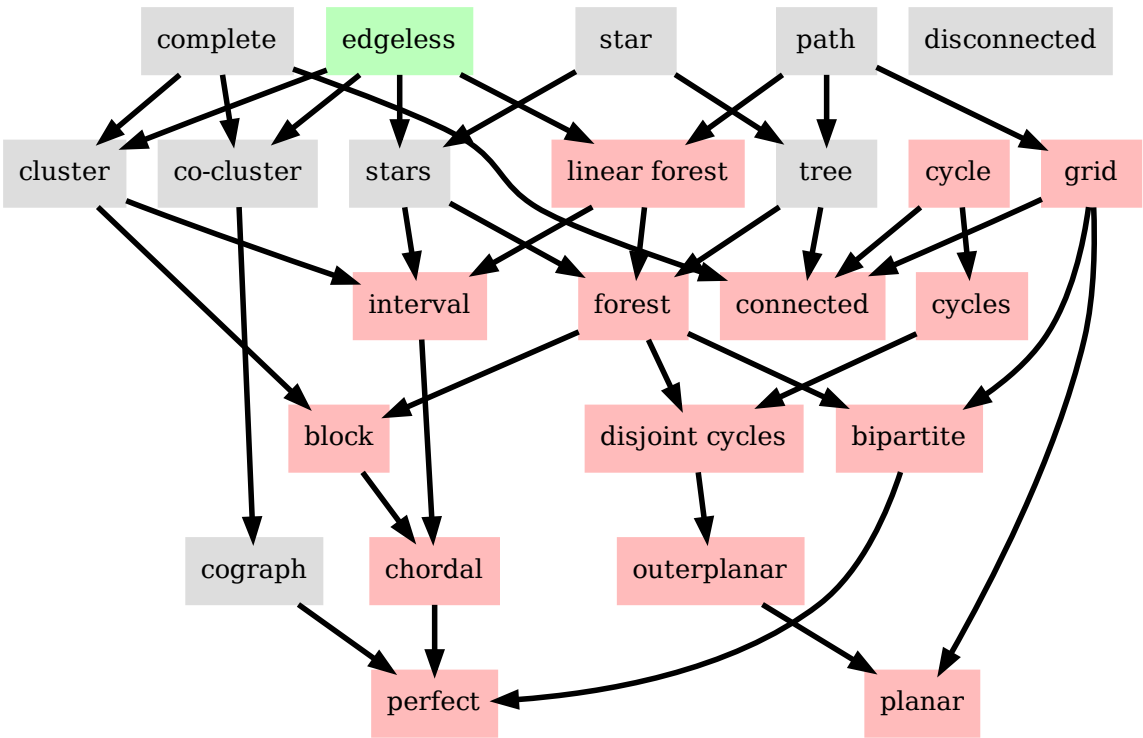 complete
edgeless
star
path
disconnected
cluster
co-cluster
stars
linear forest
tree
cycle
grid
interval
forest
connected
cycles
block
disjoint cycles
bipartite
cograph
chordal
outerplanar
perfect
planar